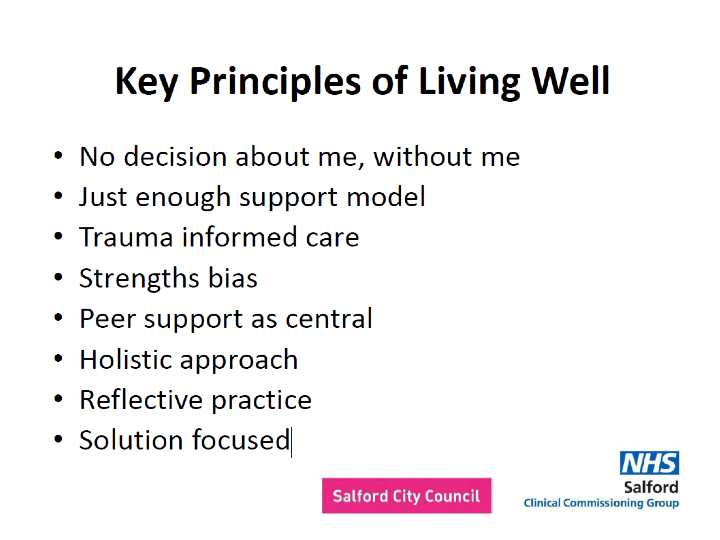 Key Principles of Living Well
• No decision about me, without me
• Just enough support model
• Trauma informed care
• Strengths bias
• Peer support as central
• Holistic approach
• Reflective practice
• Solution focused
NHS
Salford
Clinical Commissioning Group
Salford City Council